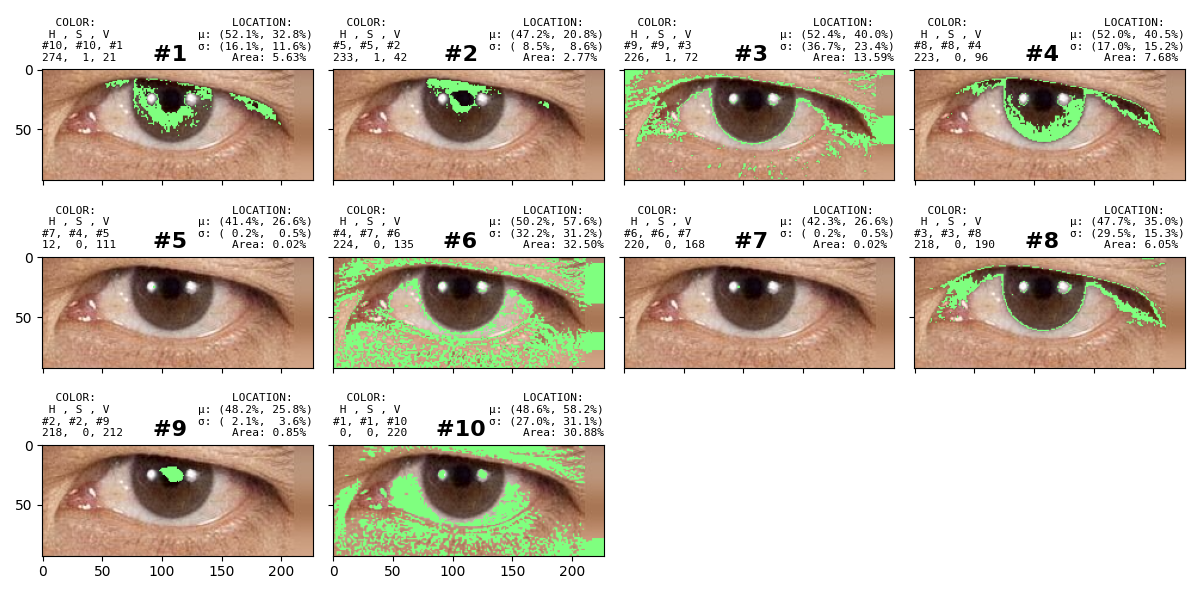 COLOR: LOCATION:
H , S , V μ: (52.1%, 32.8%)
#10, #10, #1 #1 σ: (16.1%, 11.6%)
274, 1, 21 Area: 5.63%
COLOR: LOCATION:
H , S , V μ: (47.2%, 20.8%)
#5, #5, #2 #2 σ: ( 8.5%, 8.6%)
233, 1, 42 Area: 2.77%
COLOR: LOCATION:
H , S , V μ: (52.4%, 40.0%)
#9, #9, #3 #3 σ: (36.7%, 23.4%)
226, 1, 72 Area: 13.59%
COLOR: LOCATION:
H , S , V μ: (52.0%, 40.5%)
#8, #8, #4 #4 σ: (17.0%, 15.2%)
223, 0, 96 Area: 7.68%
0
50
COLOR: LOCATION:
H , S , V μ: (41.4%, 26.6%)
#7, #4, #5 #5 σ: ( 0.2%, 0.5%)
12, 0, 111 Area: 0.02%
COLOR: LOCATION:
H , S , V μ: (50.2%, 57.6%)
#4, #7, #6 #6 σ: (32.2%, 31.2%)
224, 0, 135 Area: 32.50%
COLOR: LOCATION:
H , S , V μ: (42.3%, 26.6%)
#6, #6, #7 #7 σ: ( 0.2%, 0.5%)
220, 0, 168 Area: 0.02%
COLOR: LOCATION:
H , S , V μ: (47.7%, 35.0%)
#3, #3, #8 #8 σ: (29.5%, 15.3%)
218, 0, 190 Area: 6.05%
0
50
COLOR: LOCATION:
H , S , V μ: (48.2%, 25.8%)
#2, #2, #9 #9 σ: ( 2.1%, 3.6%)
218, 0, 212 Area: 0.85%
COLOR: LOCATION:
H , S , V μ: (48.6%, 58.2%)
#1, #1, #10 #10 σ: (27.0%, 31.1%)
0, 0, 220 Area: 30.88%
0
50
0 50 100 150 200
0 50 100 150 200